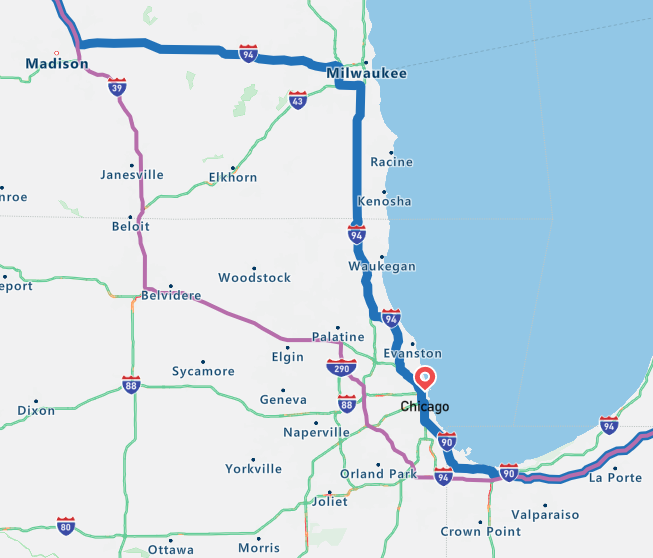 94
Madison
Milwaukee
39
43
Racine
Janesville
Elkhorn
nroe
Kenosha
Beloit
94
Waukegan
Woodstock
eport
Belvidere
94
Palatine
Evanston
Elgin
290
Sycamore
88
Geneva
88
Chicago
Dixon
94
Naperville
90
Yorkville
Orland Park
94
90
La Porte
Joliet
Valparaiso
80
Crown Point
Ottawa
Morris